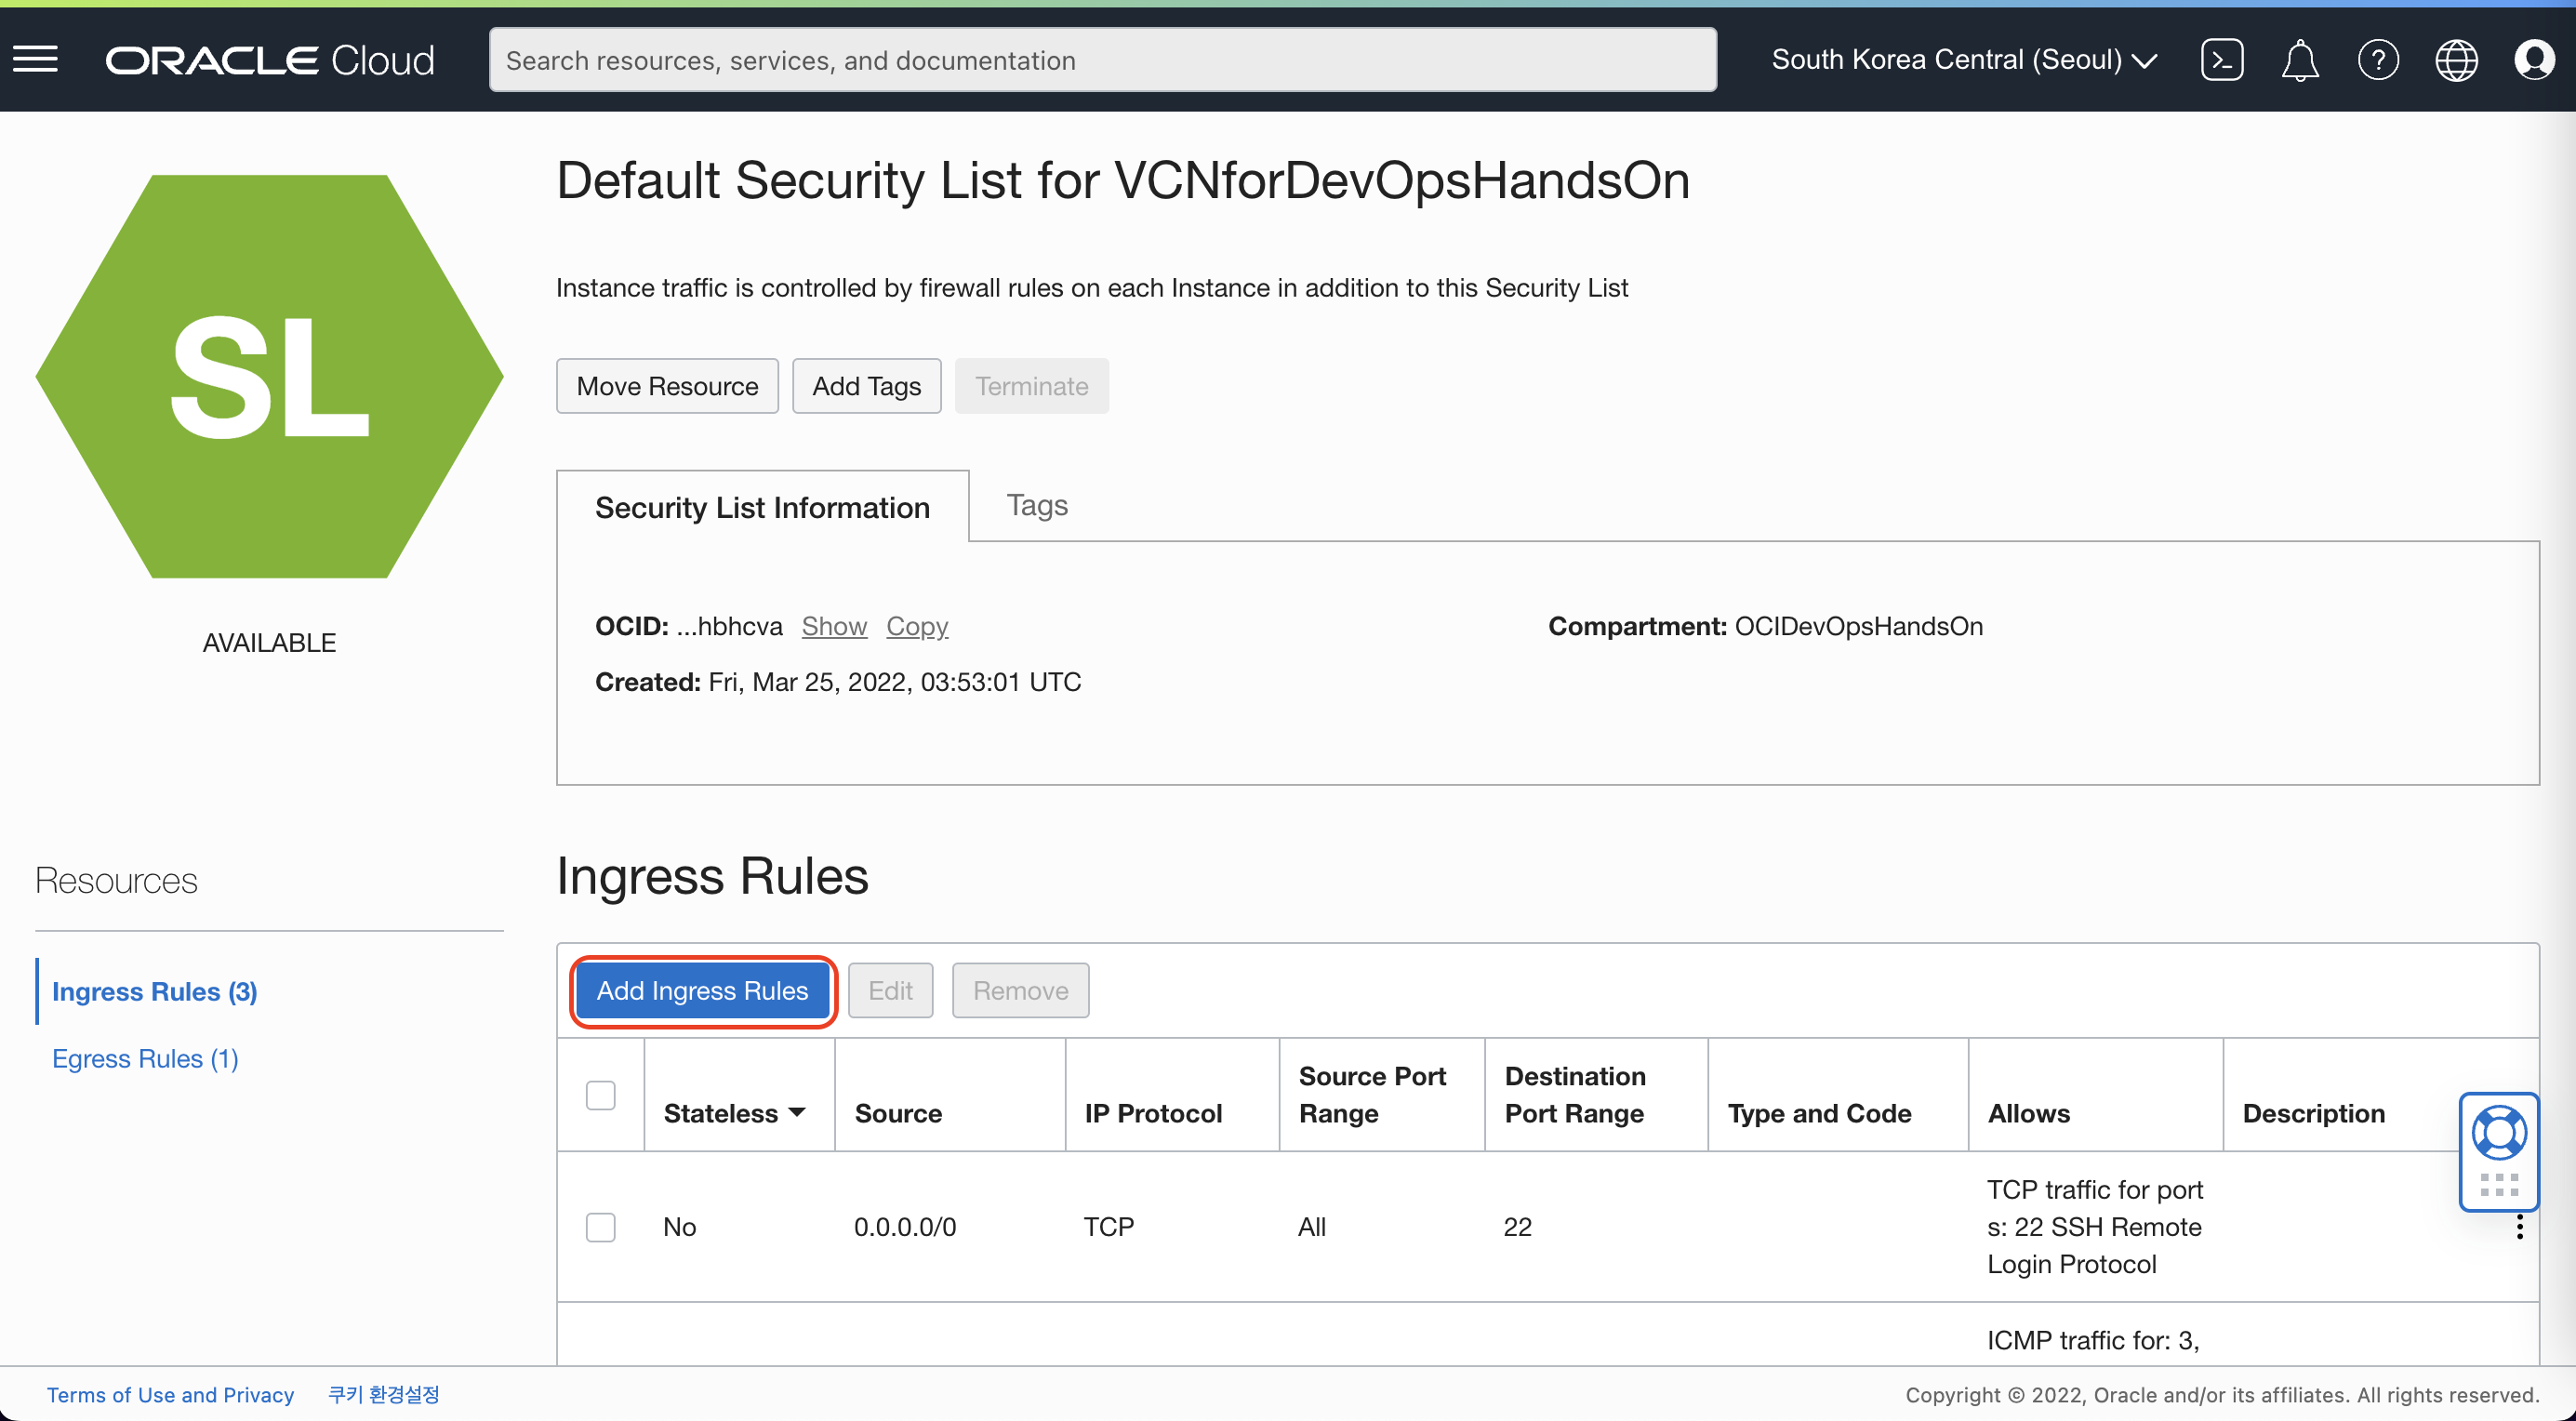 ORACLE Cloud
Search resources, services, and documentation
South Korea Central (Seoul)
SL
AVAILABLE
Default Security List for VCNforDevOpsHandsOn
Instance traffic is controlled by firewall rules on each Instance in addition to this Security List
Move Resource
Add Tags
Terminate
Security List Information
Tags
OCID: ...hbhcva Show Copy
Compartment: OCIDevOpsHandsOn
Created: Fri, Mar 25, 2022, 03:53:01 UTC
Resources
Ingress Rules (3)
Egress Rules (1)
Ingress Rules
Add Ingress Rules
Edit
Remove
Stateless
Source
IP Protocol
Source Port
Range
Destination
Port Range
Type and Code
Allows
Description
No
0.0.0.0/0
TCP
All
22
TCP traffic for port
s: 22 SSH Remote
Login Protocol
ICMP traffic for: 3,
Terms of Use and Privacy
쿠키 환경설정
Copyright © 2022, Oracle and/or its affiliates. All rights reserved.